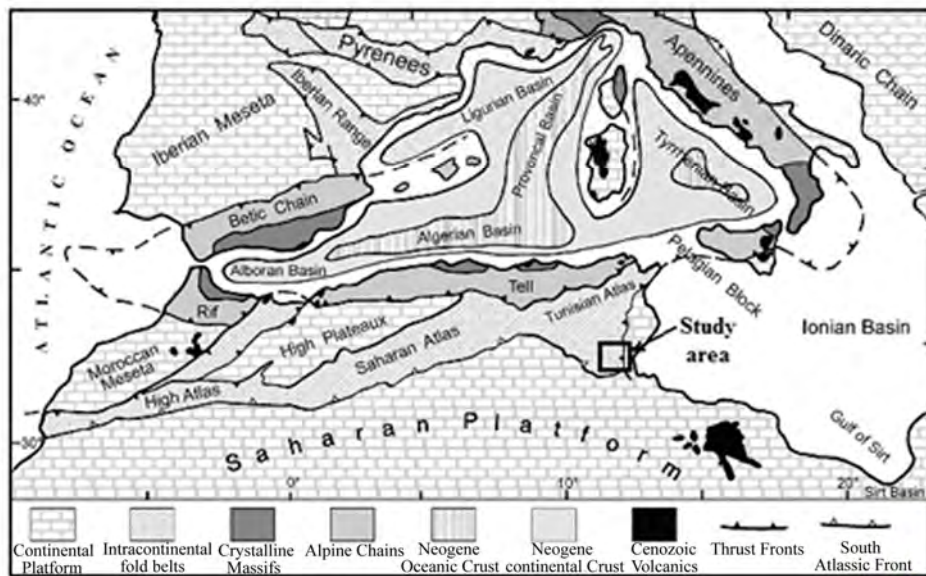 Pyrenees
Apennines
Dinaric Chain
ATLANTIC OCEAN
Iberian Meseta
Iberian Range
Ligurian Basin
Provencal Basin
Tyrrhenian Basin
Betic Chain
Algerian Basin
Alboran Basin
Pelagian Block
Rif
Tell
Tunisian Atlas
Ionian Basin
Study
area
Moroccan
Meseta
High Plateaux
Saharan Atlas
High Atlas
Saharan Platform
Gulf of Sirt
Sirt Basin
0°
10°
20°
Continental
Platform
Intracontinental
fold belts
Crystalline
Massifs
Alpine Chains
Neogene
Oceanic Crust
Neogene
continental Crust
Cenozoic
Volcanics
Thrust Fronts
South
Atlassic Front